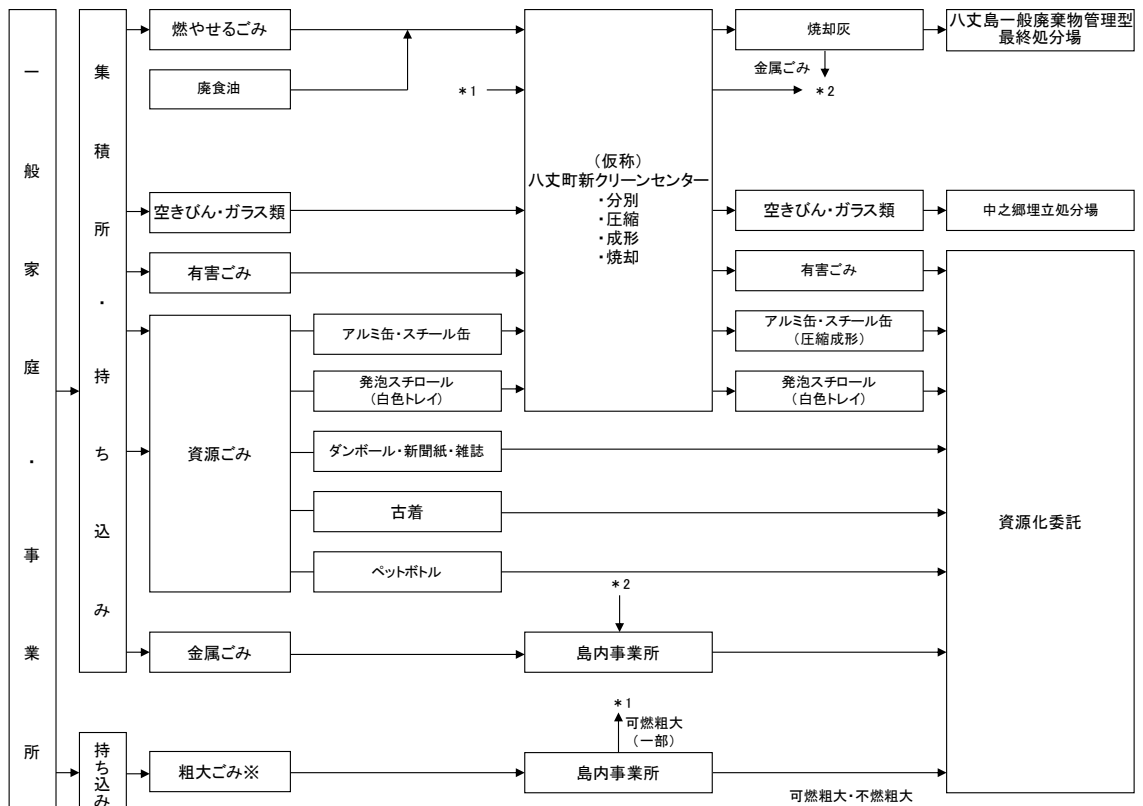 一般家庭・事業所
集積所・持ち込み
燃やせるごみ
廃食油
＊1
（仮称）
八丈町新クリーンセンター
・分別
・圧縮
・成形
・焼却
焼却灰
金属ごみ
＊2
八丈島一般廃棄物管理型
最終処分場
空きびん・ガラス類
空きびん・ガラス類
中之郷埋立処分場
有害ごみ
有害ごみ
資源ごみ
アルミ缶・スチール缶
アルミ缶・スチール缶
（圧縮成形）
発泡スチロール
（白色トレイ）
発泡スチロール
（白色トレイ）
ダンボール・新聞紙・雑誌
古着
ペットボトル
資源化委託
＊2
金属ごみ
島内事業所
＊1
可燃粗大
（一部）
持ち込み
粗大ごみ※
島内事業所
可燃粗大・不燃粗大